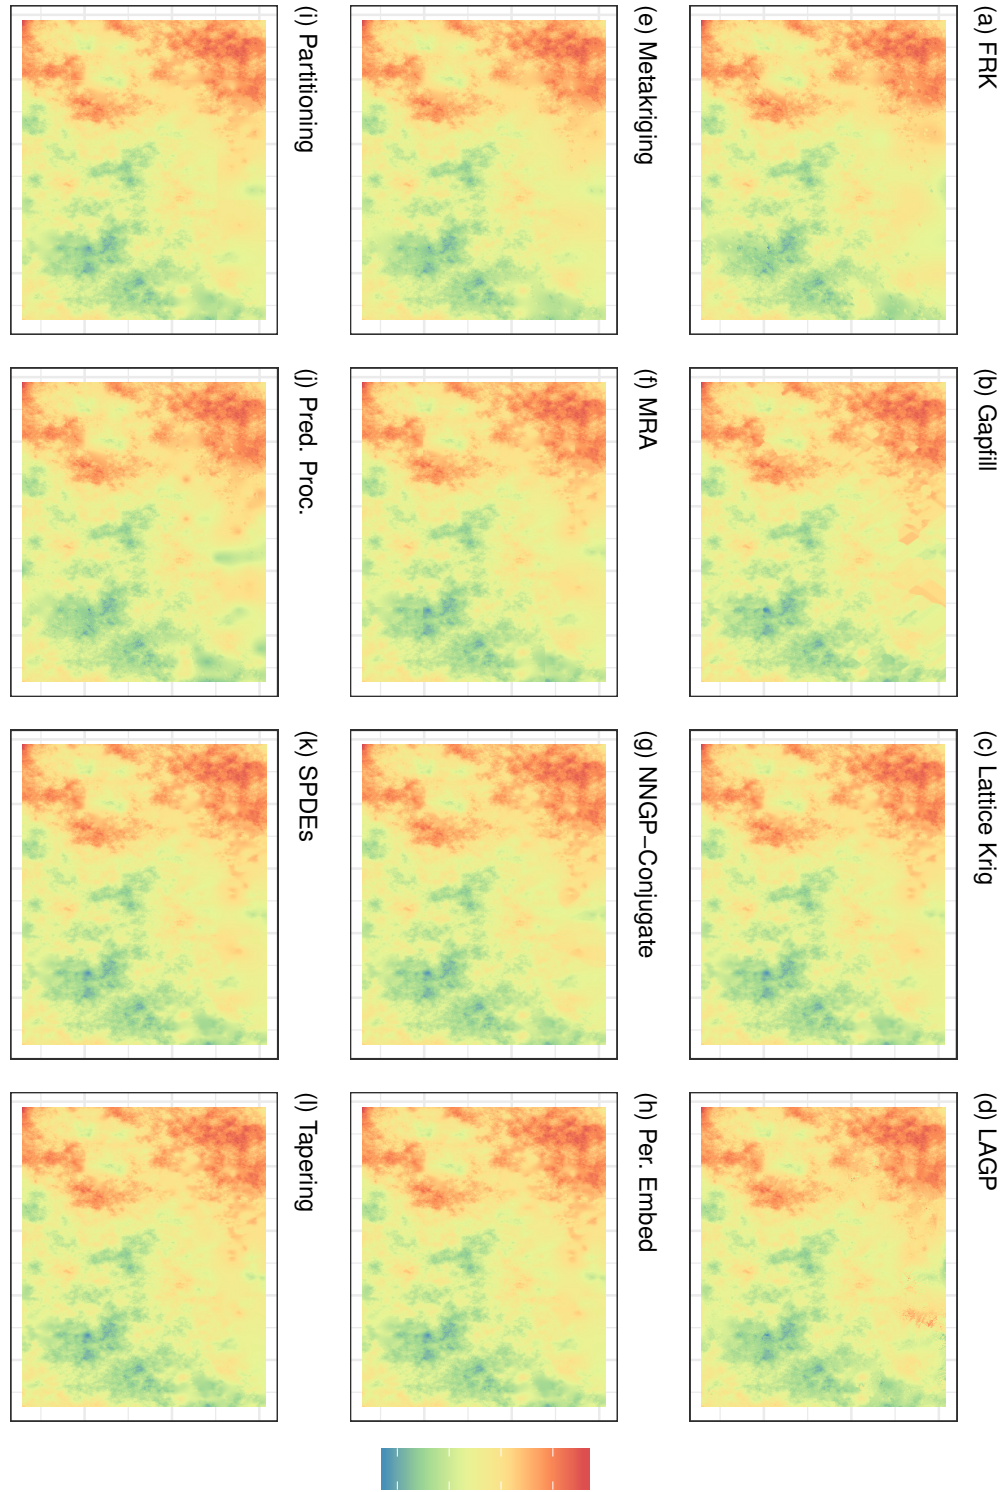 (a) FRK
(b) Gapfill
(c) Lattice Krig
(d) LAGP
(e) Metakriging
(f) MRA
(g) NNGP−Conjugate
(h) Per. Embed
(i) Partitioning
(j) Pred. Proc.
(k) SPDEs
(l) Tapering